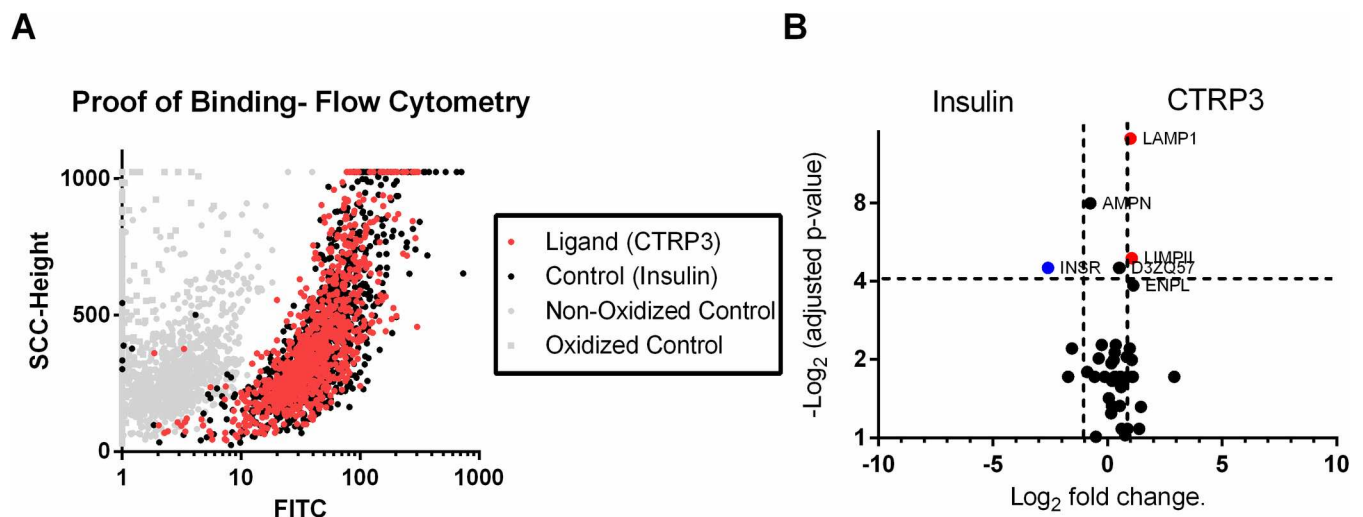 A
Proof of Binding- Flow Cytometry
SCC-Height
1000
500
0
1
10
100
1000
FITC
Ligand (CTRP3)
Control (Insulin)
Non-Oxidized Control
Oxidized Control
B
Insulin
CTRP3
-Log2 (adjusted p-value)
8
4
2
1
LAMP1
AMPN
LIMPII
INSR
D3ZQ57
ENPL
-10
-5
0
5
10
Log2 fold change.